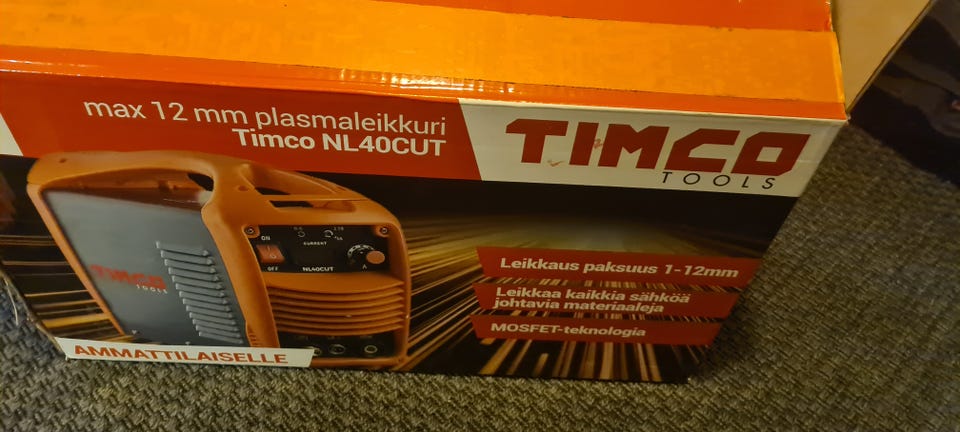 max 12 mm plasmaleikkuri
Timco NL40CUT
TIMCO
TOOLS
ON
OFF
CURRENT
A
NL40CUT
TIMCO
TOOLS
Leikkaus paksuus 1-12mm
Leikkaa kaikkia sähköä
johtavia materiaaleja
MOSFET-teknologia
AMMATTILAISELLE